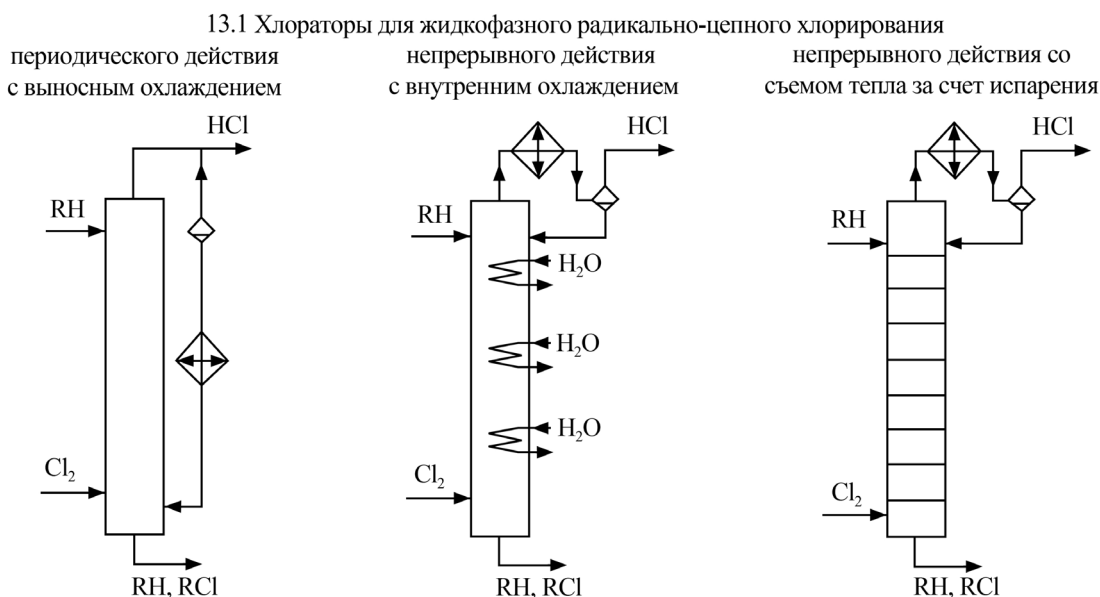 13.1 Хлораторы для жидкофазного радикально-цепного хлорирования
периодического действия
с выносным охлаждением
HCl
RH
Cl₂
RH, RCl
непрерывного действия
с внутренним охлаждением
HCl
RH
H₂O
H₂O
H₂O
Cl₂
RH, RCl
непрерывного действия со
съемом тепла за счет испарения
HCl
RH
Cl₂
RH, RCl